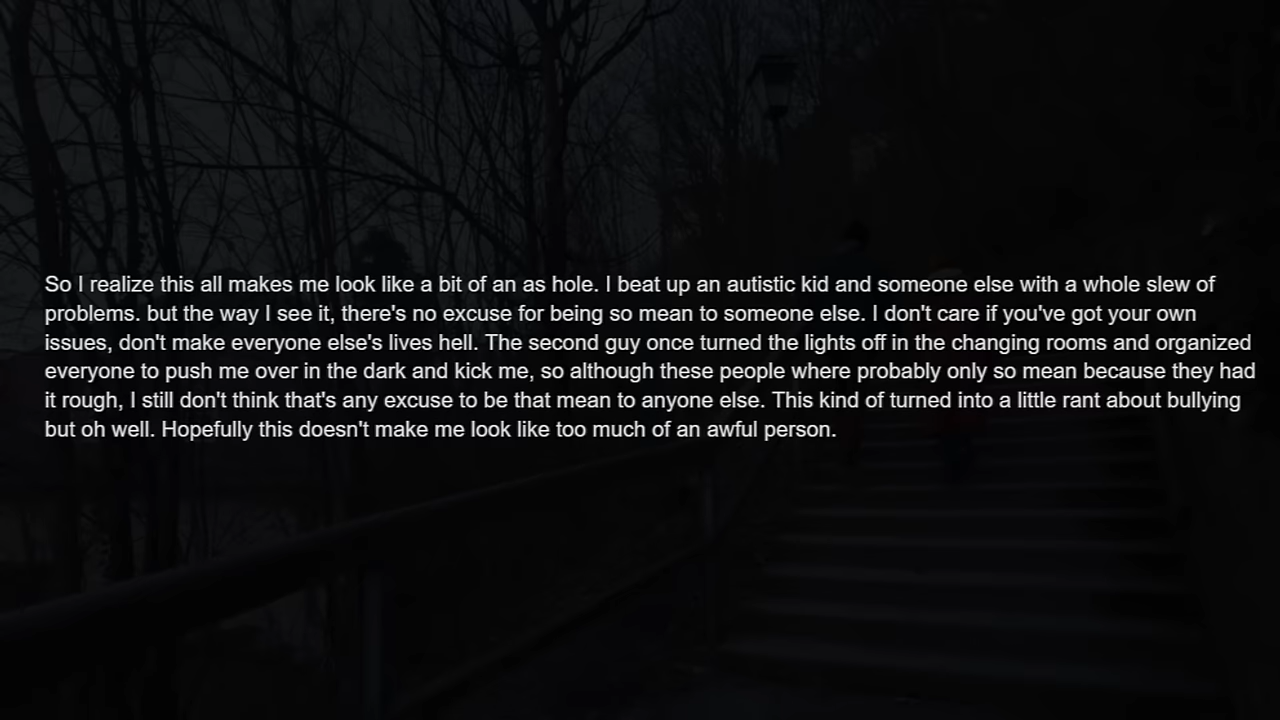 So I realize this all makes me look like a bit of an as hole. I beat up an autistic kid and someone else with a whole slew of
problems. but the way I see it, there's no excuse for being so mean to someone else. I don't care if you've got your own
issues, don't make everyone else's lives hell. The second guy once turned the lights off in the changing rooms and organized
everyone to push me over in the dark and kick me, so although these people where probably only so mean because they had
it rough, I still don't think that's any excuse to be that mean to anyone else. This kind of turned into a little rant about bullying
but oh well. Hopefully this doesn't make me look like too much of an awful person.